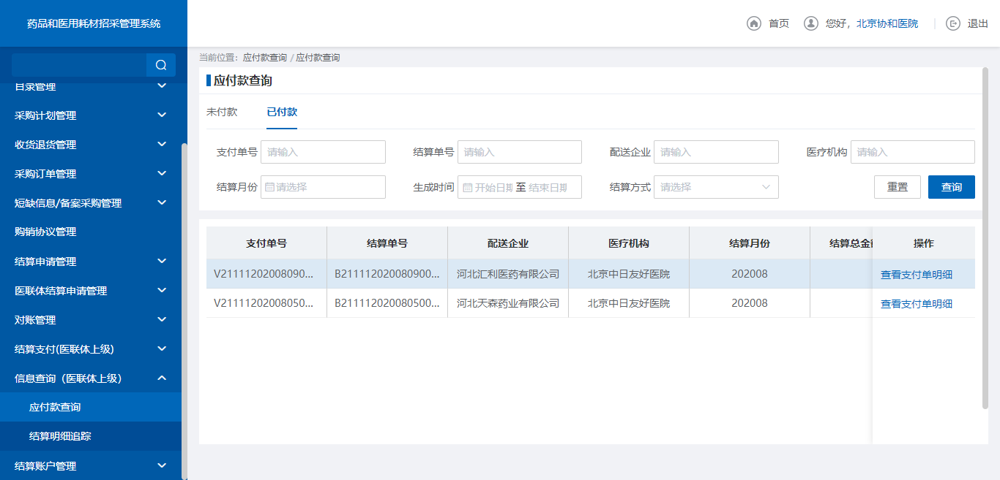 药品和医用耗材招采管理系统
首页
您好，北京协和医院
退出
目录管理
采购计划管理
收货退货管理
采购订单管理
短缺信息/备案采购管理
购销协议管理
结算申请管理
医联体结算申请管理
对账管理
结算支付(医联体上级)
信息查询（医联体上级）
应付款查询
结算明细追踪
结算账户管理
当前位置：应付款查询 / 应付款查询
应付款查询
未付款 已付款
支付单号 请输入 结算单号 请输入 配送企业 请输入 医疗机构 请输入
结算月份 请选择 生成时间 开始日期 至 结束日期 结算方式 请选择 重置 查询
支付单号 结算单号 配送企业 医疗机构 结算月份 结算总金 操作
V21111202008090... B211112020080900... 河北汇利医药有限公司 北京中日友好医院 202008 查看支付单明细
V21111202008050... B211112020080500... 河北天森药业有限公司 北京中日友好医院 202008 查看支付单明细